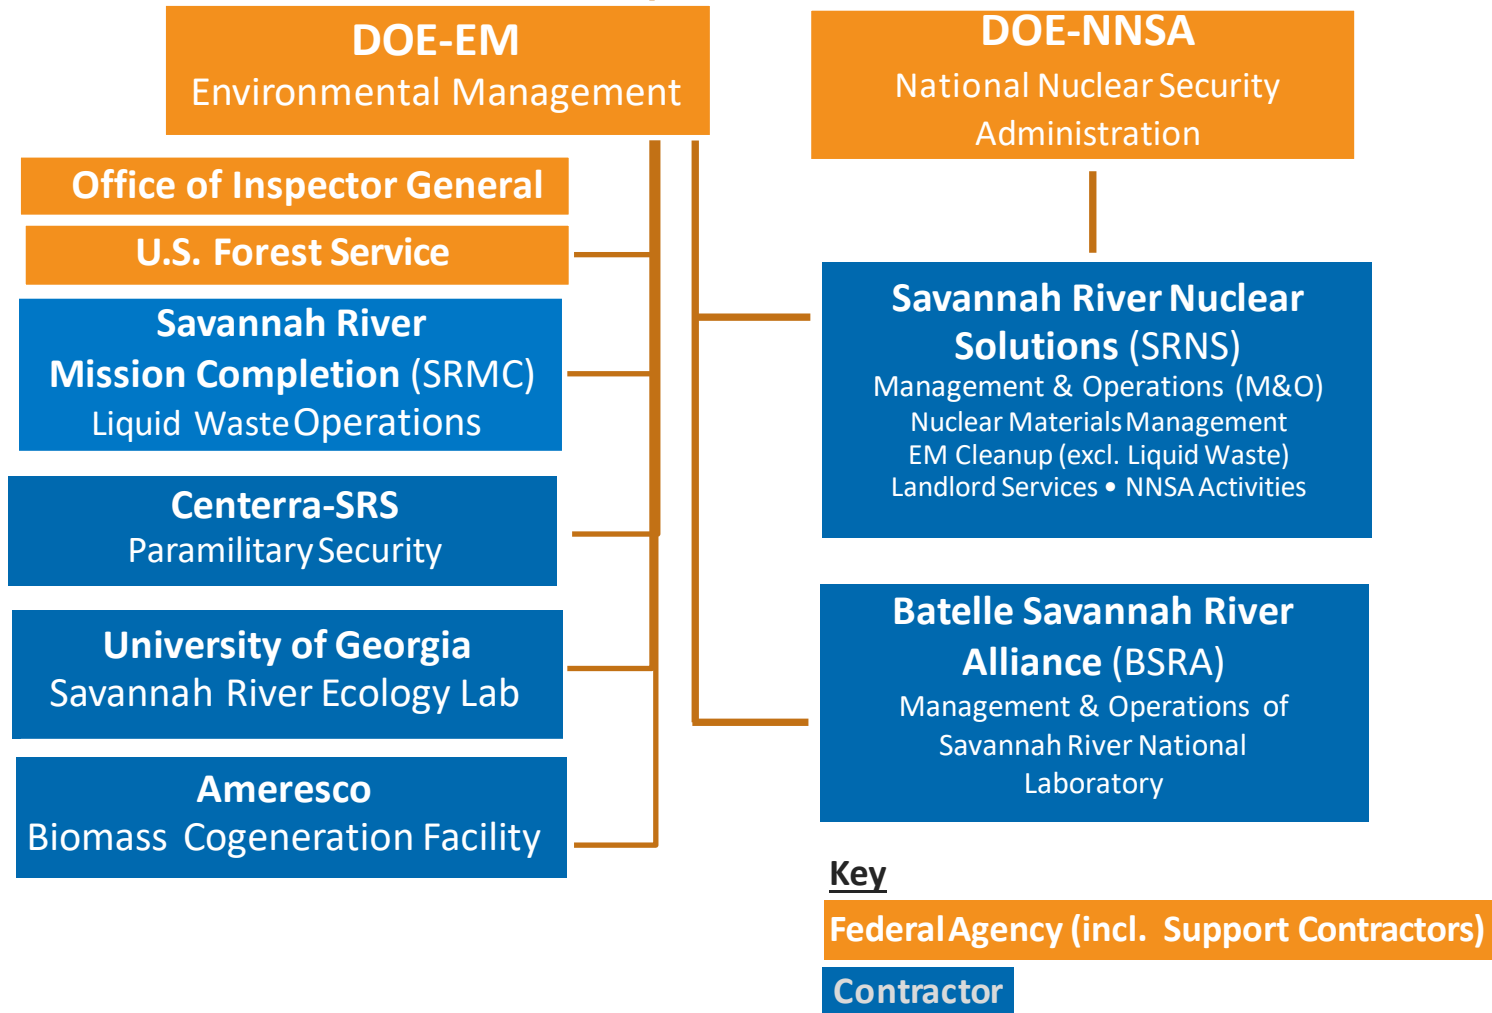 DOE-EM
Environmental Management
DOE-NNSA
National Nuclear Security
Administration
Office of Inspector General
U.S. Forest Service
Savannah River
Mission Completion (SRMC)
Liquid Waste Operations
Centerra-SRS
Paramilitary Security
University of Georgia
Savannah River Ecology Lab
Ameresco
Biomass Cogeneration Facility
Savannah River Nuclear
Solutions (SRNS)
Management & Operations (M&O)
Nuclear Materials Management
EM Cleanup (excl. Liquid Waste)
Landlord Services • NNSA Activities
Batelle Savannah River
Alliance (BSRA)
Management & Operations of
Savannah River National
Laboratory
Key
Federal Agency (incl. Support Contractors)
Contractor